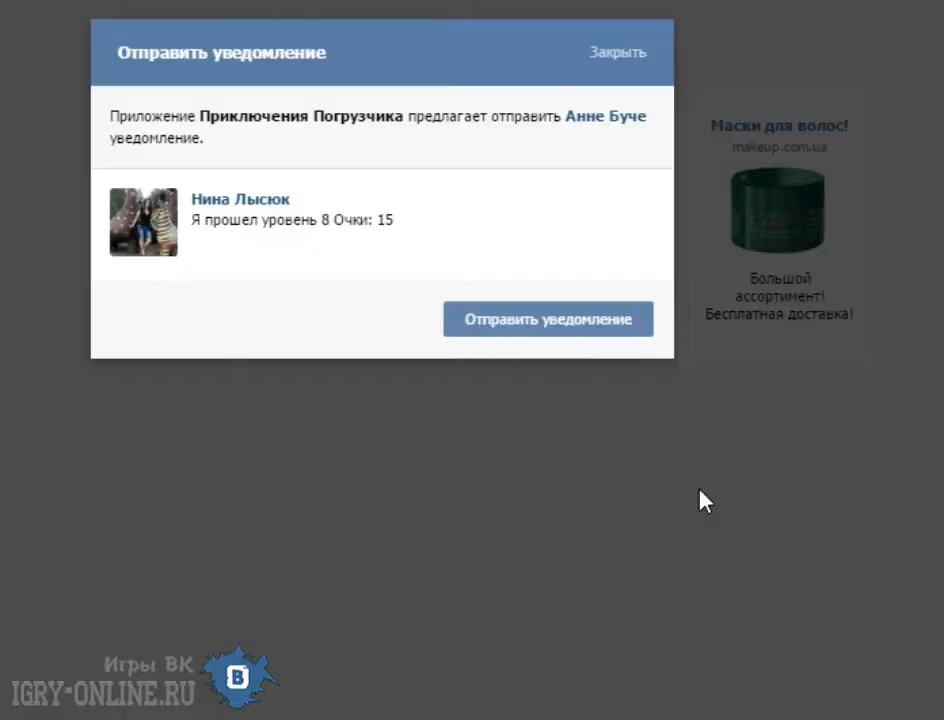 Отправить уведомление
Закрыть
Приложение Приключения Погрузчика предлагает отправить Анне Буче
уведомление.
Нина Лысюк
Я прошел уровень 8 Очки: 15
Отправить уведомление
Маски для волос!
makeup.com.ua
Большой
ассортимент!
Бесплатная доставка!
Игры ВК
IGRY-ONLINE.RU
В